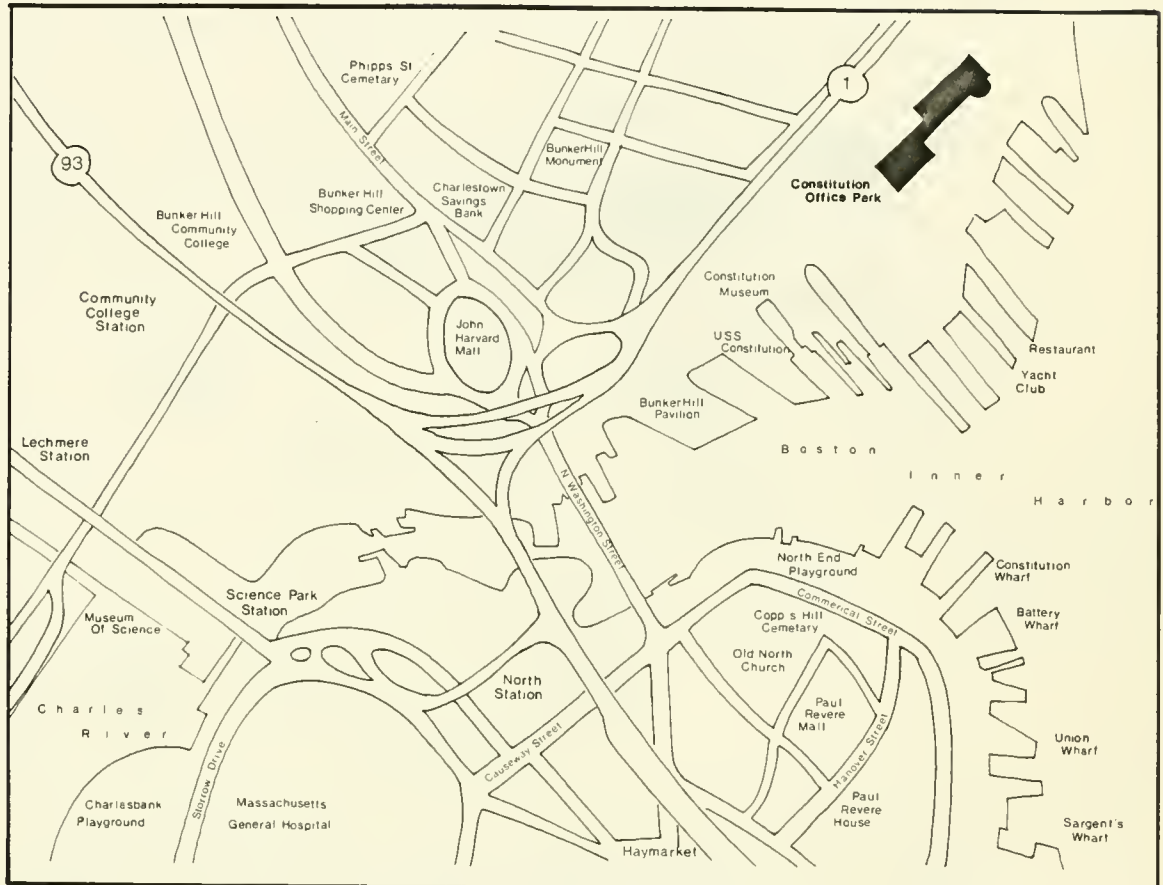 Phipps St
Cemetary
1
Main Street
93
Bunker Hill
Monument
Constitution
Office Park
Bunker Hill
Shopping Center
Charlestown
Savings
Bank
Bunker Hill
Community
College
Constitution
Museum
Community
College
Station
John
Harvard
Mall
USS
Constitution
Restaurant
Yacht
Club
Bunker Hill
Pavilion
Lechmere
Station
Boston
Inner
Harbor
N Washington Street
North End
Playground
Constitution
Wharf
Science Park
Station
Commerical Street
Museum
Of Science
Copp s Hill
Cemetery
Battery
Wharf
Old North
Church
North
Station
Paul
Revere
Mall
Charles
River
Causeway Street
Hanover Street
Union
Wharf
Storrow Drive
Charlesbank
Playground
Massachusetts
General Hospital
Paul
Revere
House
Sargent's
Wharf
Haymarket